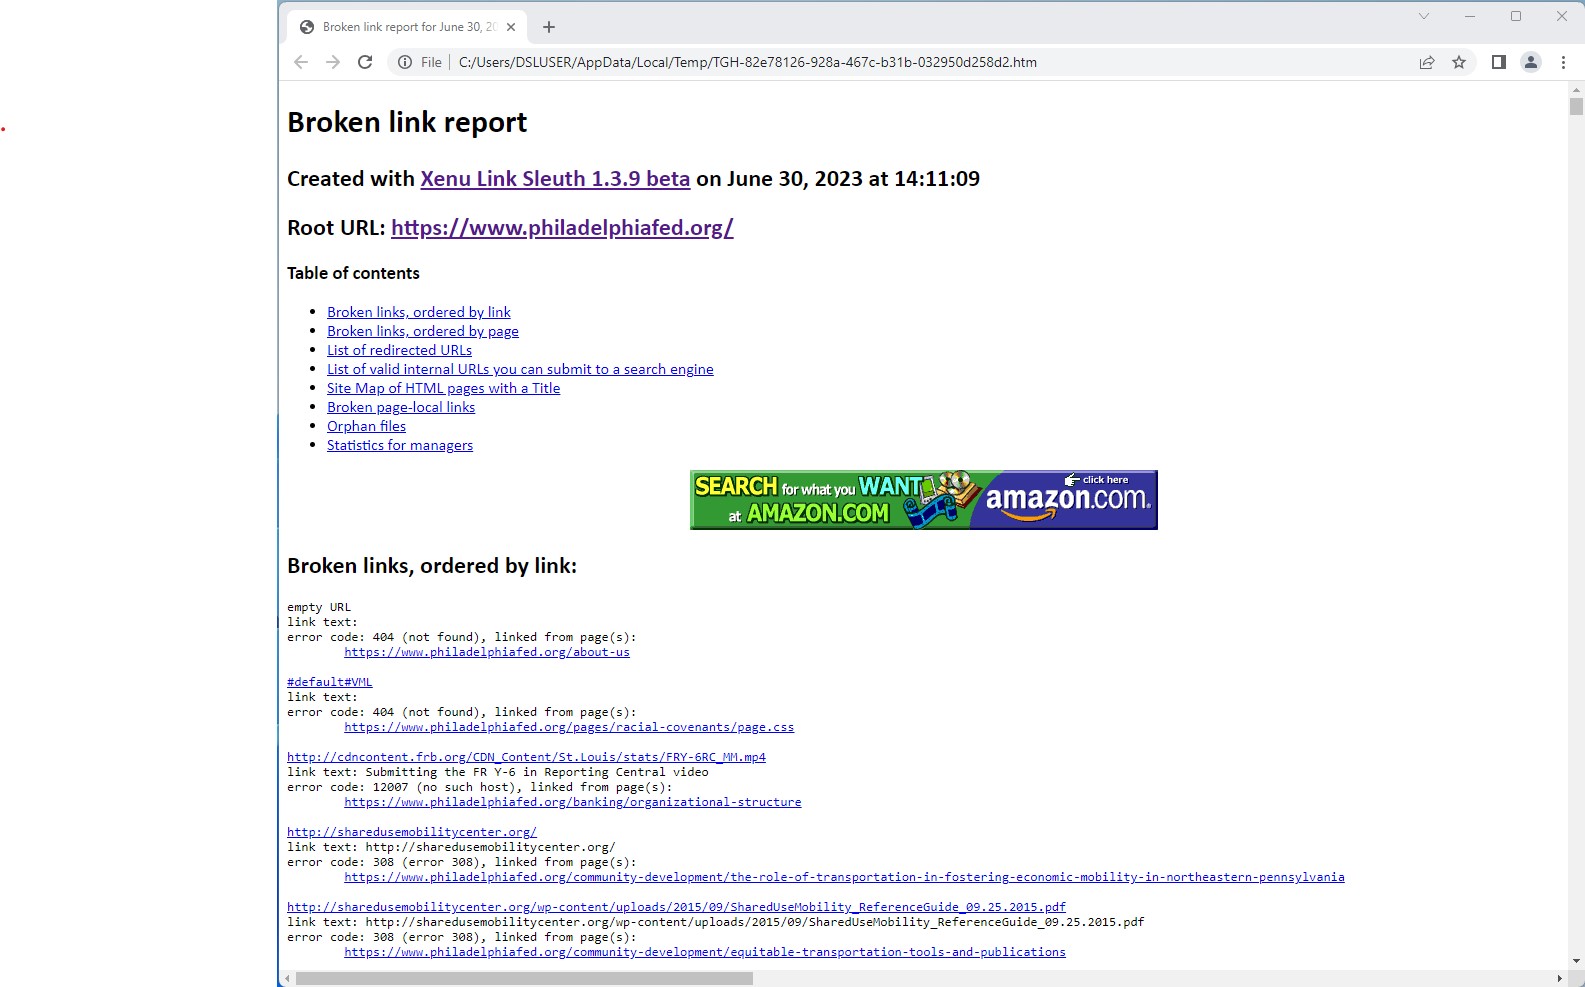 Broken link report for June 30, 20
File
C:/Users/DSLUSER/AppData/Local/Temp/TGH-82e78126-928a-467c-b31b-032950d258d2.htm
Broken link report
Created with Xenu Link Sleuth 1.3.9 beta on June 30, 2023 at 14:11:09
Root URL: https://www.philadelphiafed.org/
Table of contents
Broken links, ordered by link
Broken links, ordered by page
List of redirected URLs
List of valid internal URLs you can submit to a search engine
Site Map of HTML pages with a Title
Broken page-local links
Orphan files
Statistics for managers
SEARCH for what you WANT
at AMAZON.COM
click here
amazon.com.
Broken links, ordered by link:
empty URL
link text:
error code: 404 (not found), linked from page(s):
https://www.philadelphiafed.org/about-us
#default#VML
link text:
error code: 404 (not found), linked from page(s):
https://www.philadelphiafed.org/pages/racial-covenants/page.css
http://cdncontent.frb.org/CDN_Content/St.Louis/stats/FRY-6RC_MM.mp4
link text: Submitting the FR Y-6 in Reporting Central video
error code: 12007 (no such host), linked from page(s):
https://www.philadelphiafed.org/banking/organizational-structure
http://sharedusemobilitycenter.org/
link text: http://sharedusemobilitycenter.org/
error code: 308 (error 308), linked from page(s):
https://www.philadelphiafed.org/community-development/the-role-of-transportation-in-fostering-economic-mobility-in-northeastern-pennsylvania
http://sharedusemobilitycenter.org/wp-content/uploads/2015/09/SharedUseMobility_ReferenceGuide_09.25.2015.pdf
link text: http://sharedusemobilitycenter.org/wp-content/uploads/2015/09/SharedUseMobility_ReferenceGuide_09.25.2015.pdf
error code: 308 (error 308), linked from page(s):
https://www.philadelphiafed.org/community-development/equitable-transportation-tools-and-publications